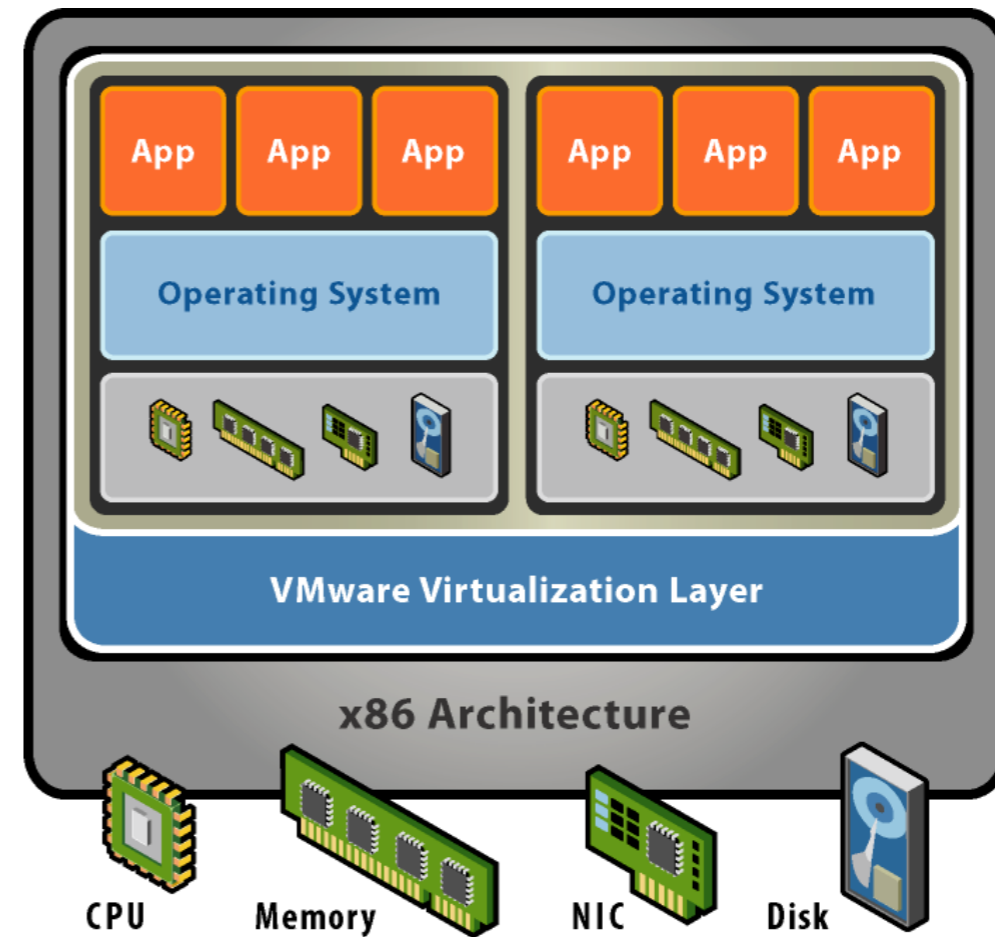 App App App App App App
Operating System Operating System
VMware Virtualization Layer
x86 Architecture
CPU Memory NIC Disk